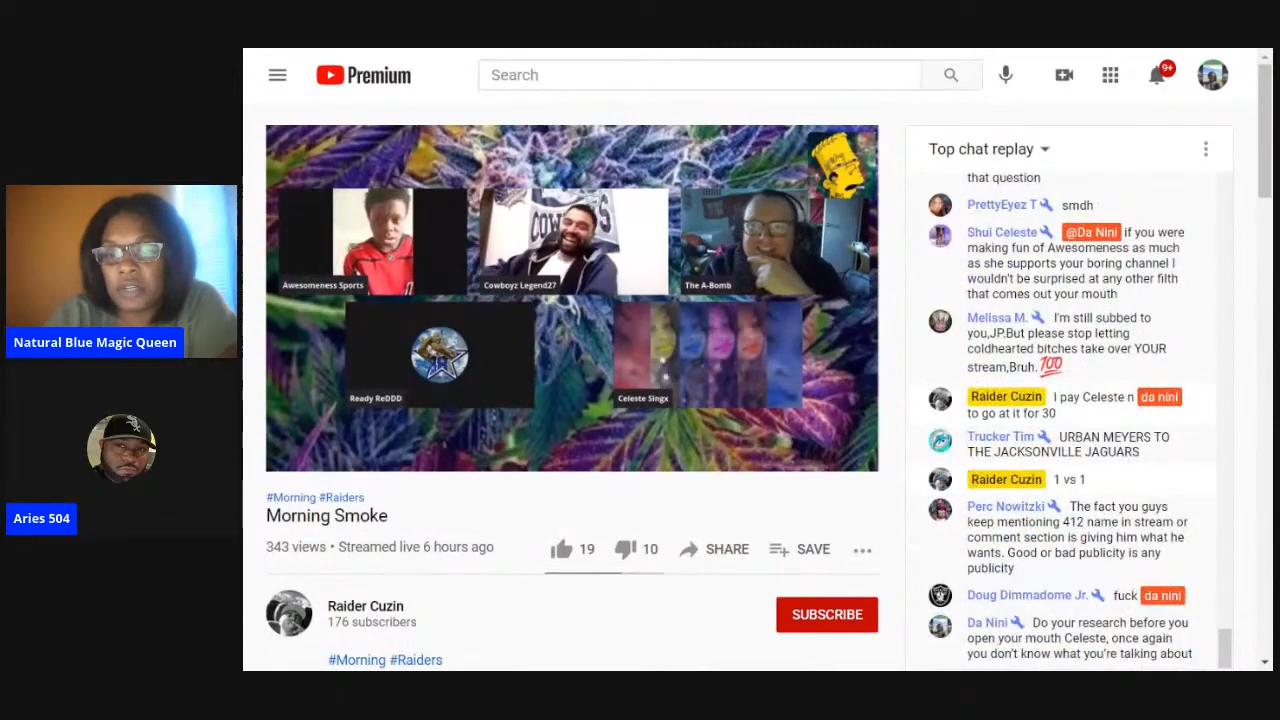 Premium
Search
9+
COWBOYS
Awesomeness Sports
Cowboyz Legend27
The A-Bomb
Ready ReDDD
Celeste Singx
#Morning #Raiders
Morning Smoke
343 views • Streamed live 6 hours ago
19
10
SHARE
SAVE
Raider Cuzin
176 subscribers
SUBSCRIBE
#Morning #Raiders
Top chat replay
that question
PrettyEyez T smdh
Shui Celeste @Da Nini if you were
making fun of Awesomeness as much
as she supports your boring channel I
wouldn't be surprised at any other filth
that comes out your mouth
Melissa M. I'm still subbed to
you,JP.But please stop letting
coldhearted bitches take over YOUR
stream,Bruh. 💯
Raider Cuzin I pay Celeste n da nini
to go at it for 30
Trucker Tim URBAN MEYERS TO
THE JACKSONVILLE JAGUARS
Raider Cuzin 1 vs 1
Perc Nowitzki The fact you guys
keep mentioning 412 name in stream or
comment section is giving him what he
wants. Good or bad publicity is any
publicity
Doug Dimmadome Jr. fuck da nini
Da Nini Do your research before you
open your mouth Celeste, once again
you don't know what you're talking about
Natural Blue Magic Queen
Aries 504